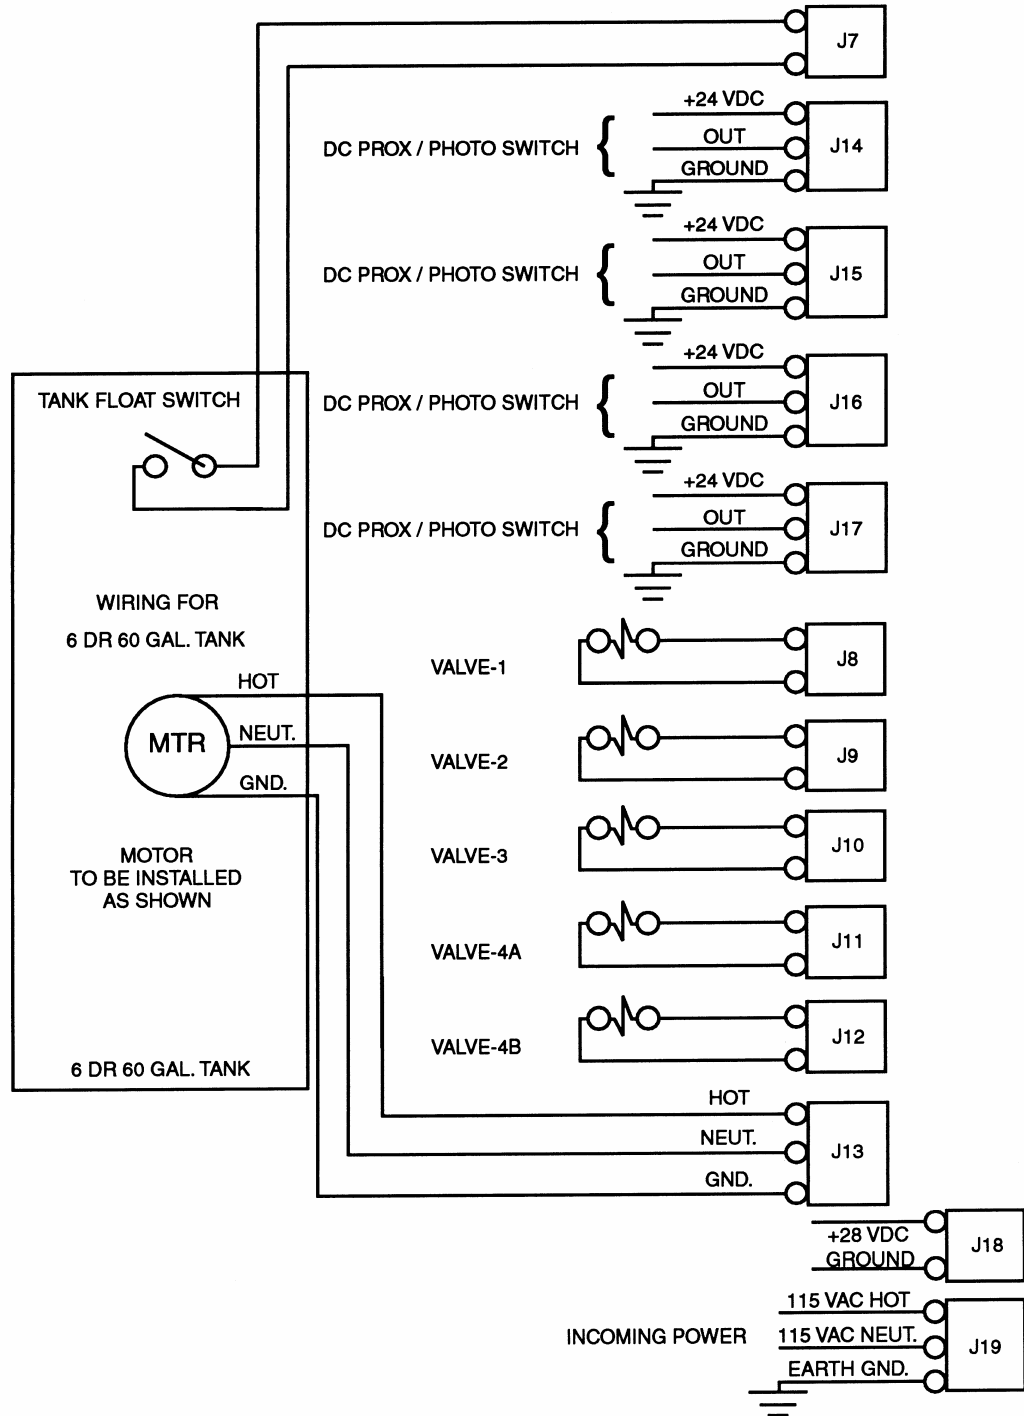 J7
+24 VDC
DC PROX / PHOTO SWITCH
OUT
J14
GROUND
+24 VDC
DC PROX / PHOTO SWITCH
OUT
J15
GROUND
+24 VDC
TANK FLOAT SWITCH
DC PROX / PHOTO SWITCH
OUT
J16
GROUND
+24 VDC
DC PROX / PHOTO SWITCH
OUT
J17
GROUND
WIRING FOR
6 DR 60 GAL. TANK
VALVE-1
J8
HOT
MTR
NEUT.
GND.
VALVE-2
J9
MOTOR
TO BE INSTALLED
AS SHOWN
VALVE-3
J10
VALVE-4A
J11
VALVE-4B
J12
6 DR 60 GAL. TANK
HOT
NEUT.
J13
GND.
+28 VDC
J18
GROUND
115 VAC HOT
INCOMING POWER
115 VAC NEUT.
J19
EARTH GND.